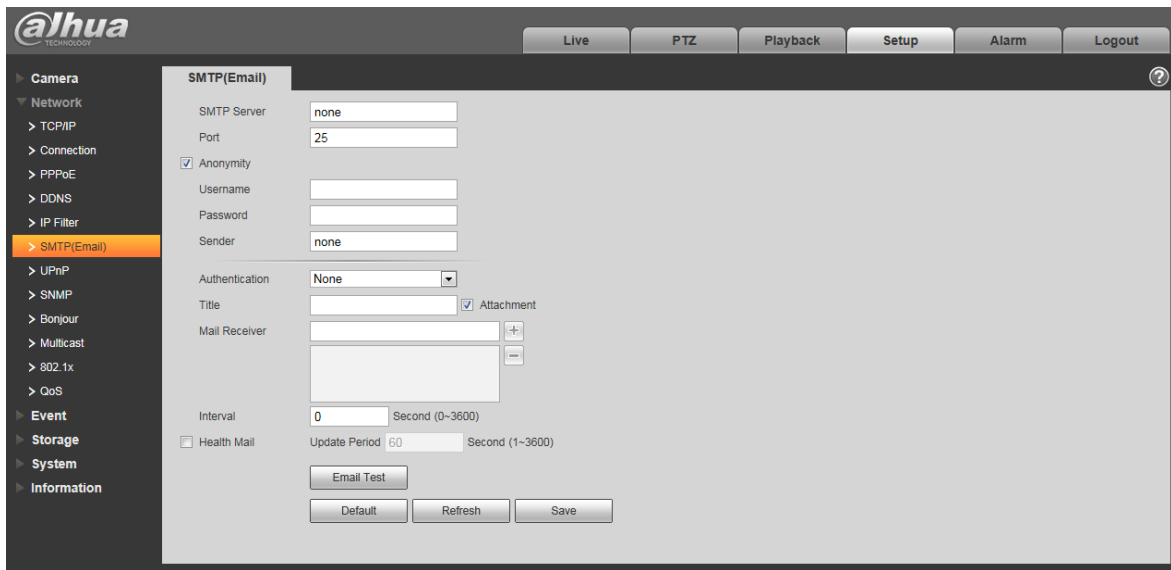 alhua
TECHNOLOGY
Live PTZ Playback Setup Alarm Logout
Camera
Network
TCP/IP
Connection
PPPoE
DDNS
IP Filter
SMTP(Email)
UPnP
SNMP
Bonjour
Multicast
802.1x
QoS
Event
Storage
System
Information
SMTP(Email)
?
SMTP Server none
Port 25
Anonymity
Username
Password
Sender none
Authentication None
Title Attachment
Mail Receiver
Interval 0 Second (0~3600)
Health Mail Update Period 60 Second (1~3600)
Email Test
Default Refresh Save